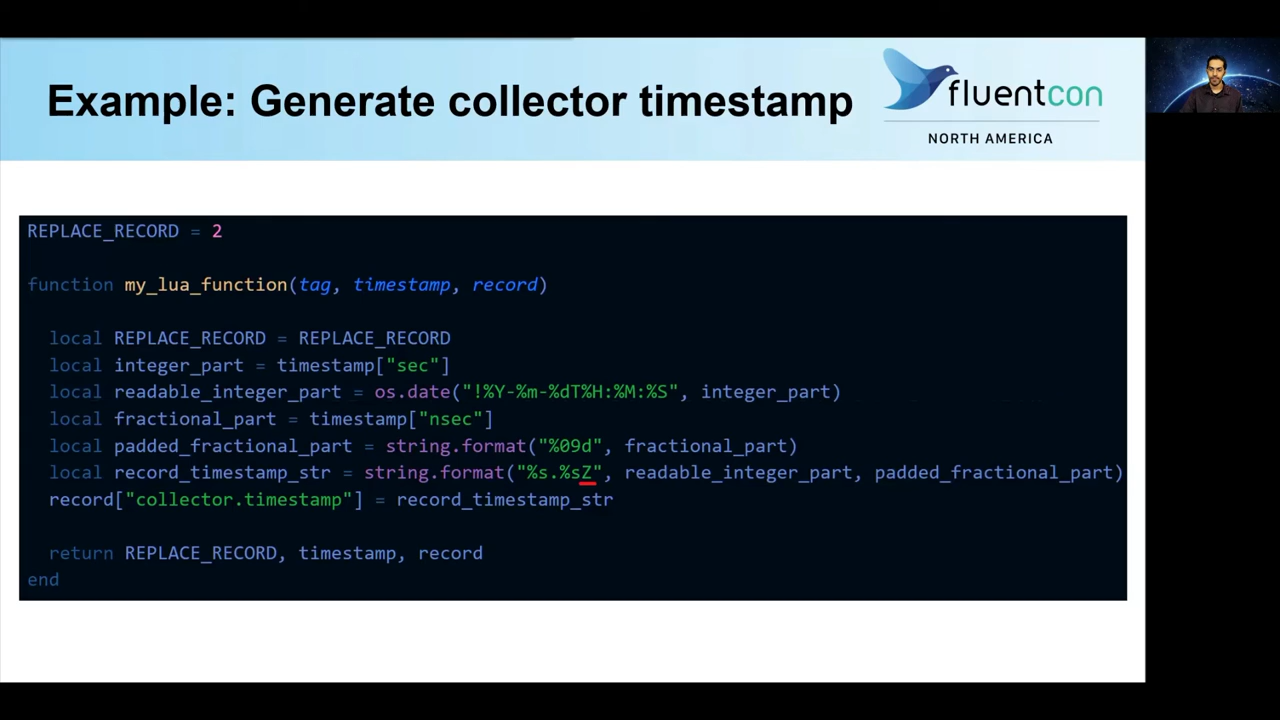 Example: Generate collector timestamp
fluentcon
NORTH AMERICA
REPLACE_RECORD = 2
function my_lua_function(tag, timestamp, record)
local REPLACE_RECORD = REPLACE_RECORD
local integer_part = timestamp["sec"]
local readable_integer_part = os.date("!%Y-%m-%dT%H:%M:%S", integer_part)
local fractional_part = timestamp["nsec"]
local padded_fractional_part = string.format("%09d", fractional_part)
local record_timestamp_str = string.format("%s.%sZ", readable_integer_part, padded_fractional_part)
record["collector.timestamp"] = record_timestamp_str
return REPLACE_RECORD, timestamp, record
end